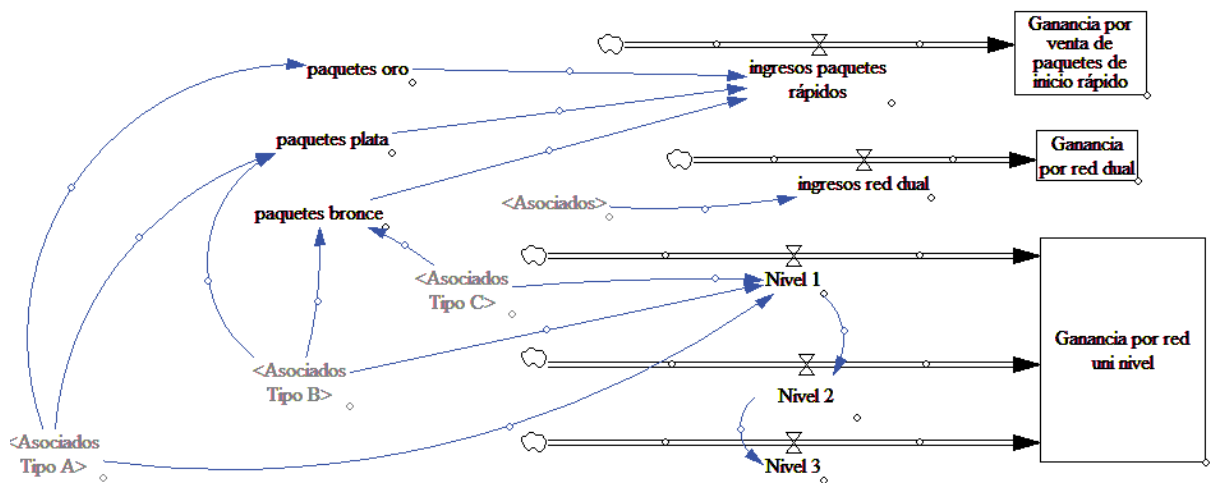 Ganancia por
venta de
paquetes de
inicio rápido
paquetes oro
ingresos paquetes
rápidos
paquetes plata
Ganancia
por red dual
ingresos red dual
<Asociados>
paquetes bronce
<Asociados
Tipo C>
Nivel 1
Ganancia por red
uni nivel
<Asociados
Tipo B>
Nivel 2
<Asociados
Tipo A>
Nivel 3